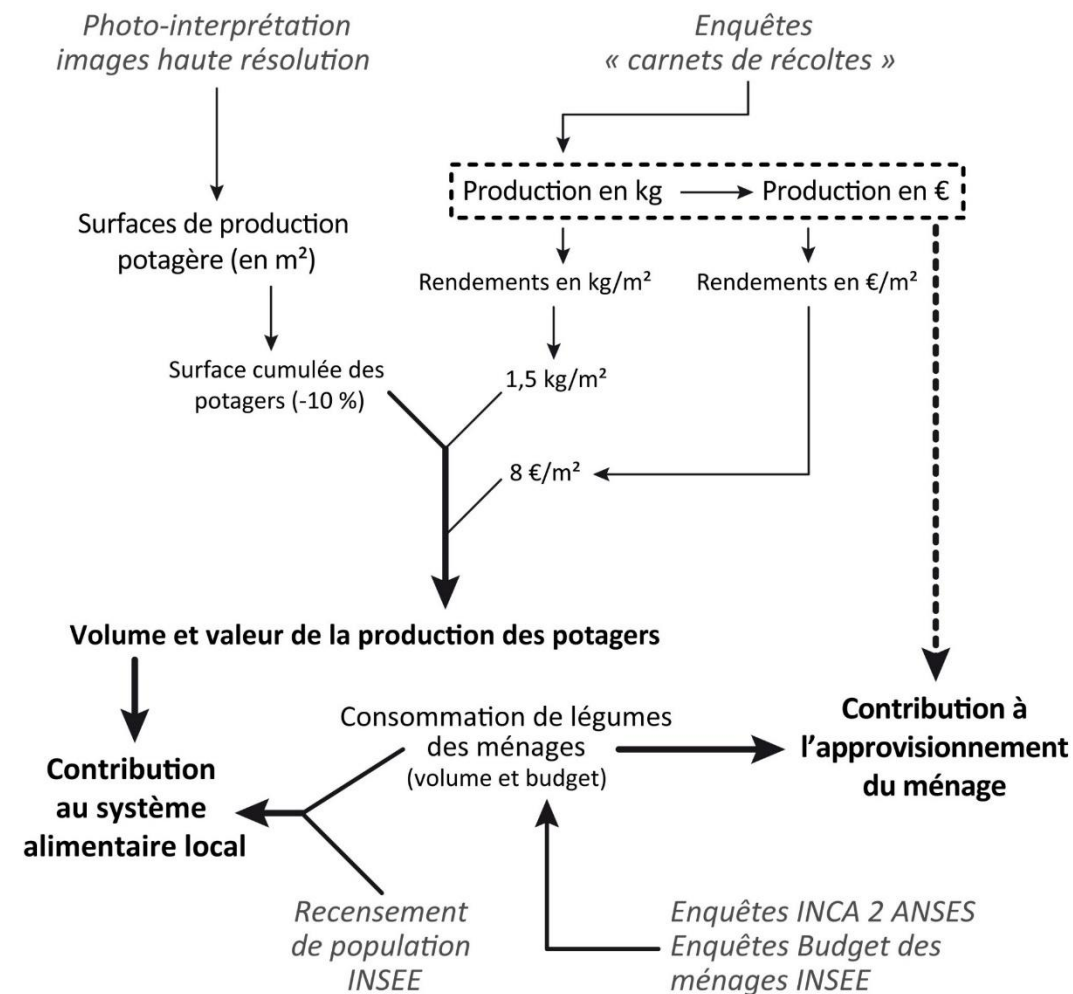 Photo-interprétation
images haute résolution
Enquêtes
« carnets de récoltes »
Production en kg
Production en €
Surfaces de production
potagère (en m²)
Rendements en kg/m²
Rendements en €/m²
Surface cumulée des
potagers (-10 %)
1,5 kg/m²
8 €/m²
Volume et valeur de la production des potagers
Consommation de légumes
des ménages
(volume et budget)
Contribution à
l’approvisionnement
du ménage
Contribution
au système
alimentaire local
Recensement
de population
INSEE
Enquêtes INCA 2 ANSES
Enquêtes Budget des
ménages INSEE